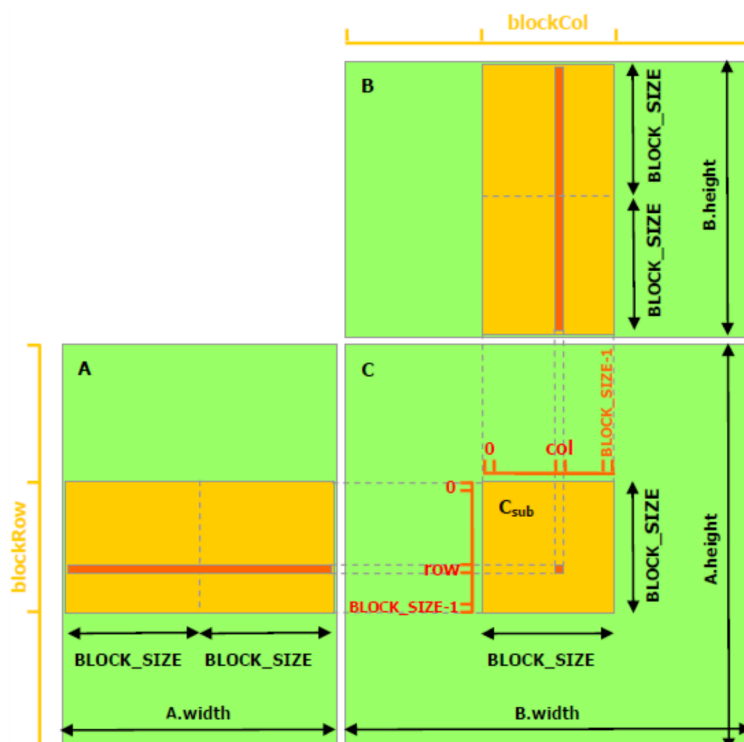 blockCol
B
BLOCK_SIZE
BLOCK_SIZE
B.height
A
C
BLOCK_SIZE-1
0
col
0
C_sub
blockRow
row
BLOCK_SIZE
A.height
BLOCK_SIZE-1
BLOCK_SIZE
BLOCK_SIZE
BLOCK_SIZE
A.width
B.width